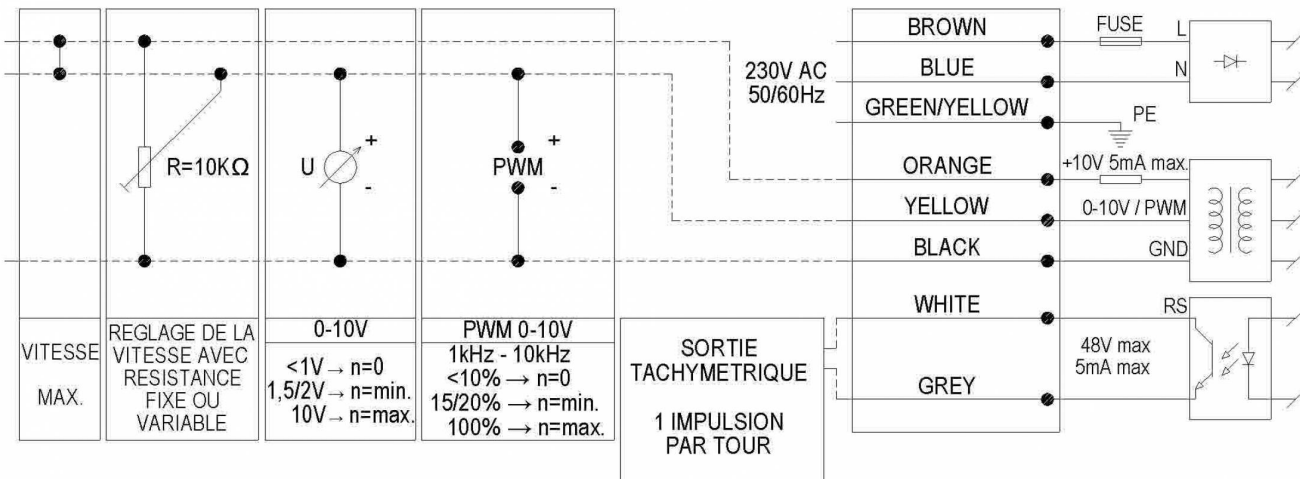 R=10KΩ
U
+
-
+
PWM
-
VITESSE
MAX.
REGLAGE DE LA
VITESSE AVEC
RESISTANCE
FIXE OU
VARIABLE
0-10V
<1V → n=0
1,5/2V → n=min.
10V → n=max.
PWM 0-10V
1kHz - 10kHz
<10% → n=0
15/20% → n=min.
100% → n=max.
SORTIE
TACHYMETRIQUE
1 IMPULSION
PAR TOUR
230V AC
50/60Hz
BROWN
BLUE
GREEN/YELLOW
ORANGE
YELLOW
BLACK
WHITE
GREY
FUSE
L
N
PE
+10V 5mA max.
0-10V / PWM
GND
RS
48V max
5mA max